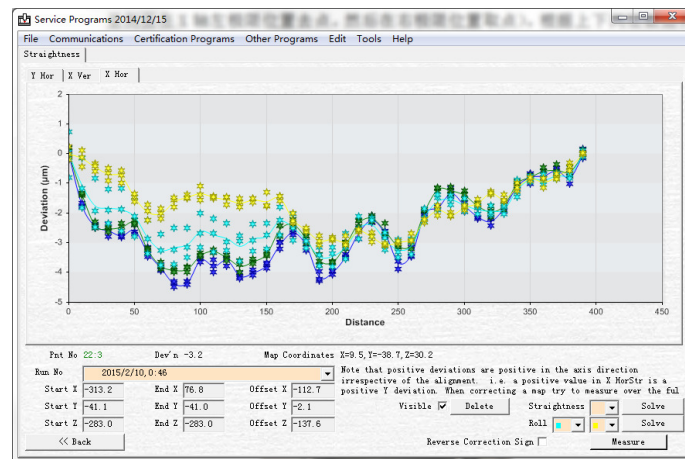 Service Programs 2014/12/15
File Communications Certification Programs Other Programs Edit Tools Help
Straightness
Y Hor X Ver X Hor
2
1
0
-1
-2
-3
-4
-5
Deviation (μm)
0 50 100 150 200 250 300 350 400 450
Distance
Pnt No 22:3 Dev'n -3.2 Map Coordinates X=9.5,Y=-38.7,Z=30.2
Run No 2015/2/10, 0:46
Note that positive deviations are positive in the axis direction
irrespective of the alignment. i.e. a positive value in X HorStr is a
positive Y deviation. When correcting a map try to measure over the ful
Start X -313.2 End X 76.8 Offset X -112.7
Start Y -41.1 End Y -41.0 Offset Y -2.1
Start Z -283.0 End Z -283.0 Offset Z -137.6
Visible Delete Straightness Solve
Roll Solve
<< Back Reverse Correction Sign Measure